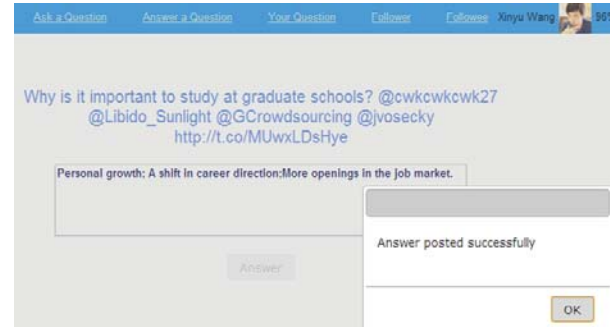 Ask a Question Answer a Question Your Question Follower Followee Xinyu Wang 96%
Why is it important to study at graduate schools? @cwkcwkcwk27
@Libido_Sunlight @GCrowdsourcing @jvosecky
http://t.co/MUwxLDsHye
Personal growth; A shift in career direction;More openings in the job market.
Answer posted successfully
Answer
OK